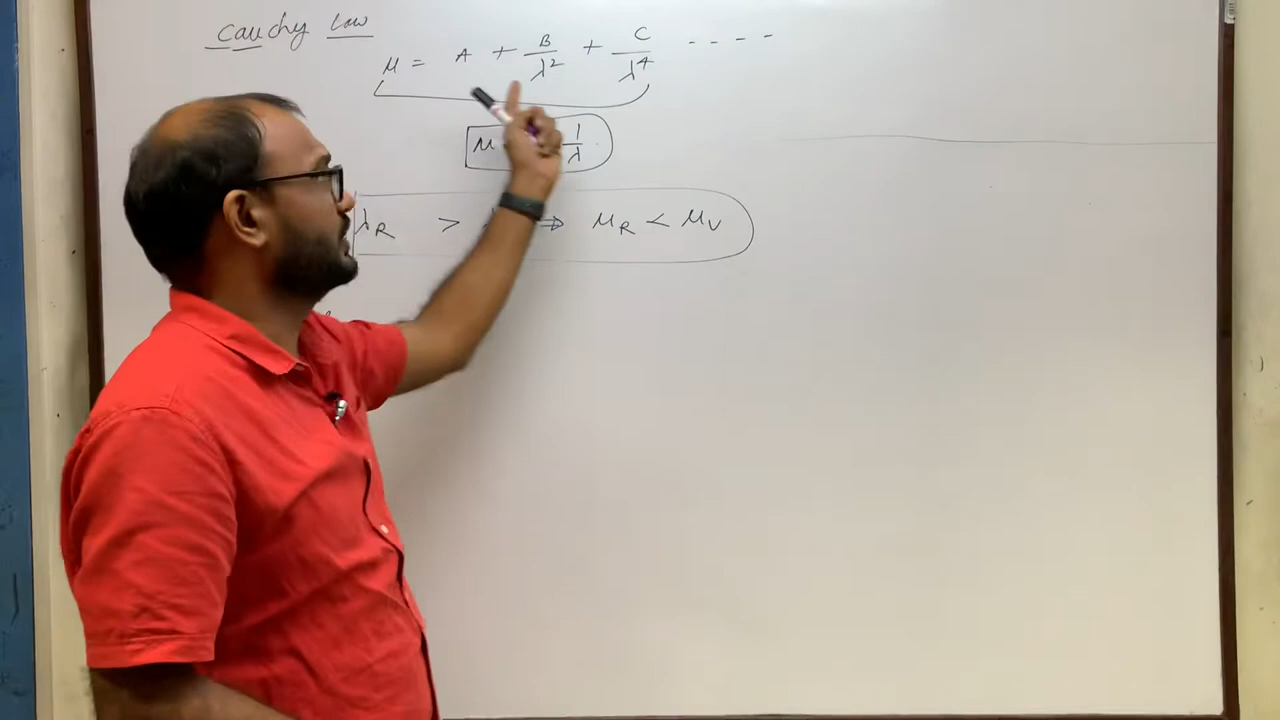 Cauchy Law
μ = A + B/λ² + C/λ⁴ ----
μ 1/λ
λR > ⇒ μR < μV